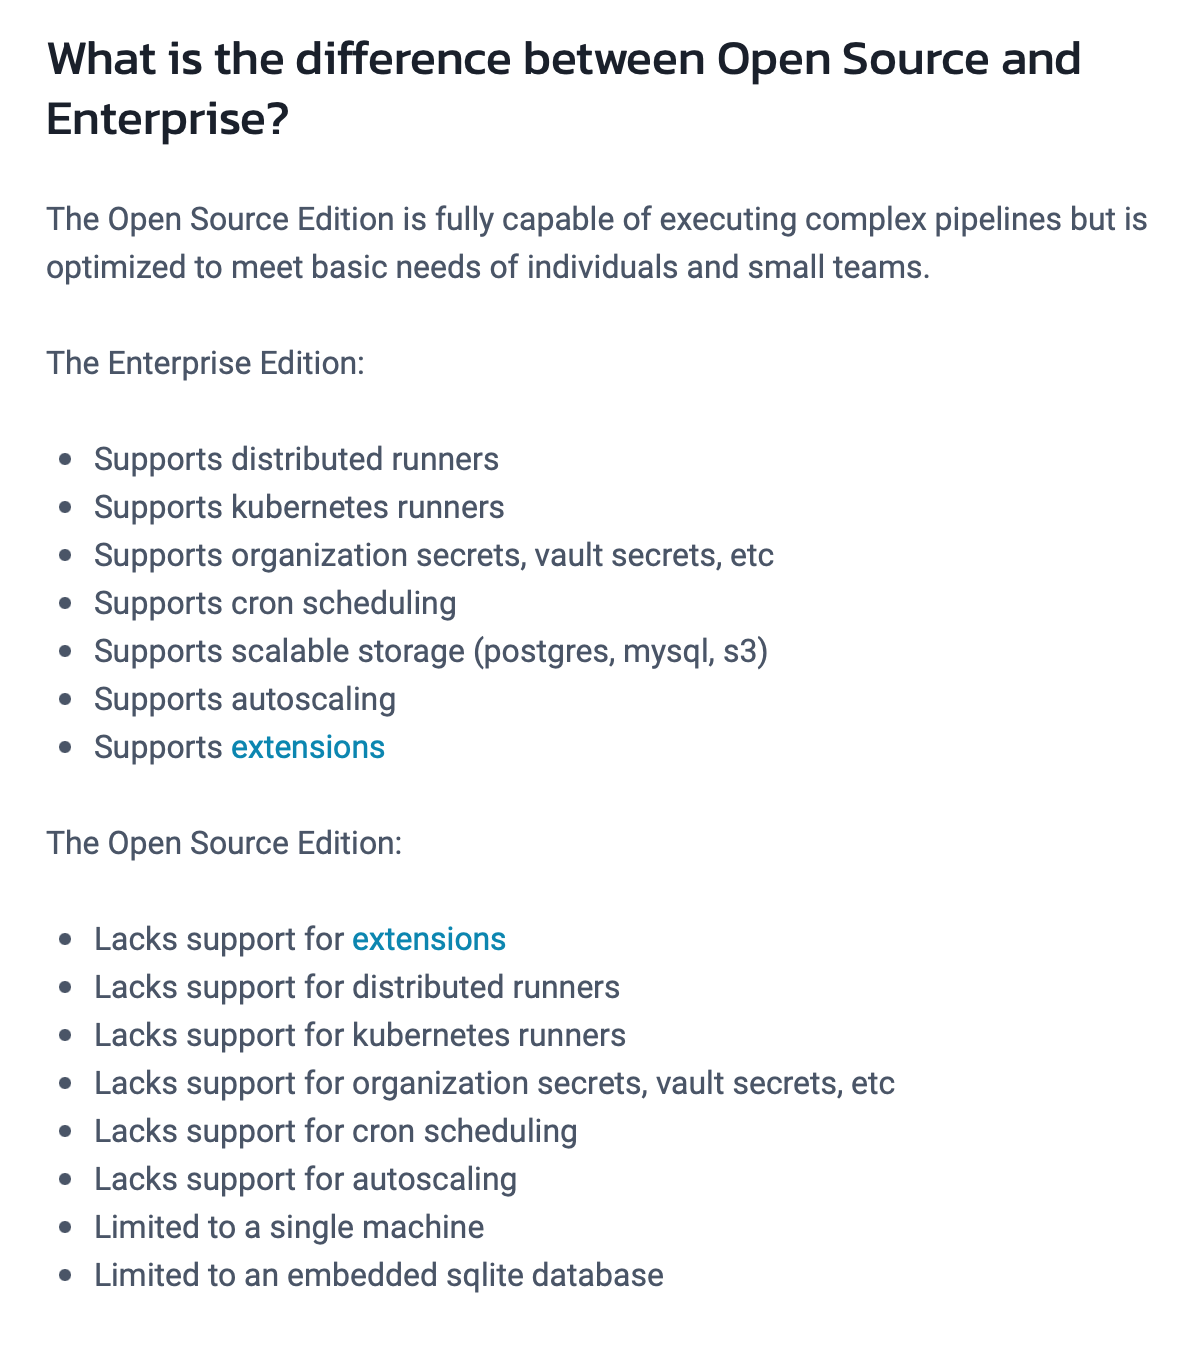 What is the difference between Open Source and
Enterprise?
The Open Source Edition is fully capable of executing complex pipelines but is
optimized to meet basic needs of individuals and small teams.
The Enterprise Edition:
• Supports distributed runners
• Supports kubernetes runners
• Supports organization secrets, vault secrets, etc
• Supports cron scheduling
• Supports scalable storage (postgres, mysql, s3)
• Supports autoscaling
• Supports extensions
The Open Source Edition:
• Lacks support for extensions
• Lacks support for distributed runners
• Lacks support for kubernetes runners
• Lacks support for organization secrets, vault secrets, etc
• Lacks support for cron scheduling
• Lacks support for autoscaling
• Limited to a single machine
• Limited to an embedded sqlite database